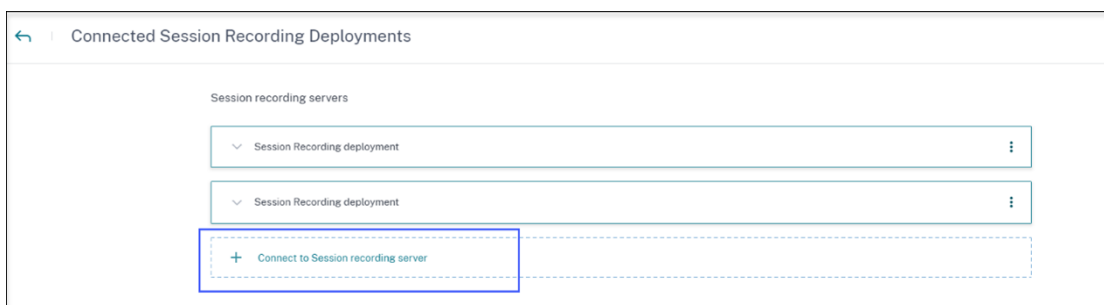 Connected Session Recording Deployments
Session recording servers
Session Recording deployment
Session Recording deployment
+ Connect to Session recording server